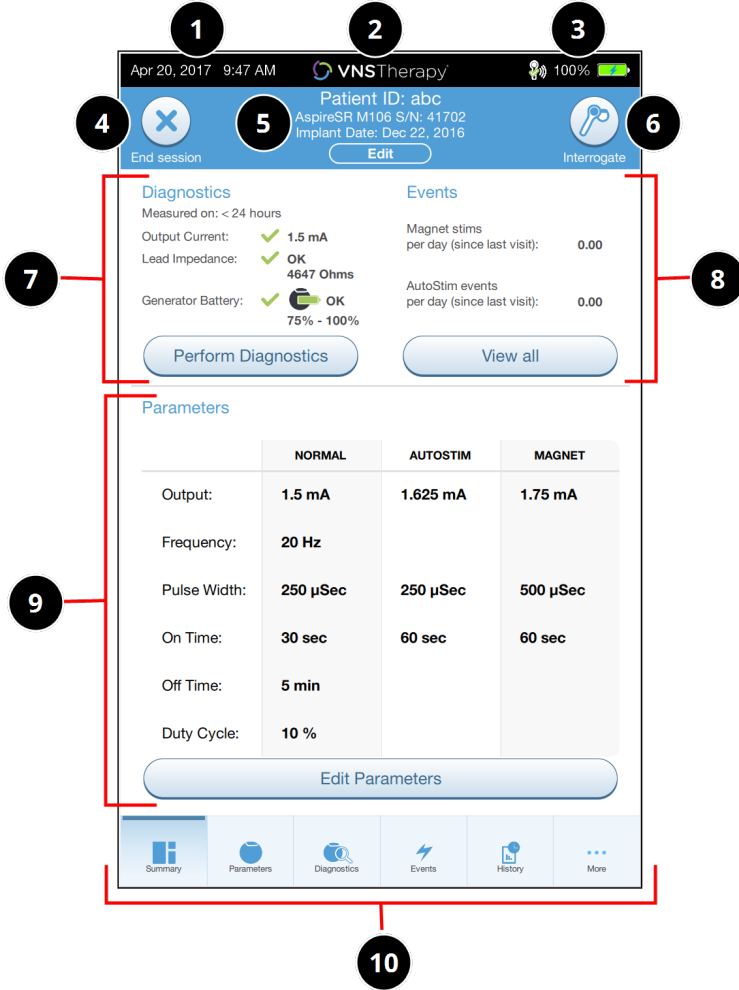 1
2
3
Apr 20, 2017 9:47 AM
VNSTherapy
100%
4
5
6
Patient ID: abc
AspireSR M106 S/N: 41702
Implant Date: Dec 22, 2016
Edit
End session
Interrogate
7
Diagnostics
Measured on: < 24 hours
Output Current: 1.5 mA
Lead Impedance: OK
4647 Ohms
Generator Battery: OK
75% - 100%
Perform Diagnostics
Events
Magnet stims
per day (since last visit): 0.00
AutoStim events
per day (since last visit): 0.00
View all
8
9
Parameters
NORMAL AUTOSTIM MAGNET
Output: 1.5 mA 1.625 mA 1.75 mA
Frequency: 20 Hz
Pulse Width: 250 µSec 250 µSec 500 µSec
On Time: 30 sec 60 sec 60 sec
Off Time: 5 min
Duty Cycle: 10 %
Edit Parameters
Summary Parameters Diagnostics Events History More
10